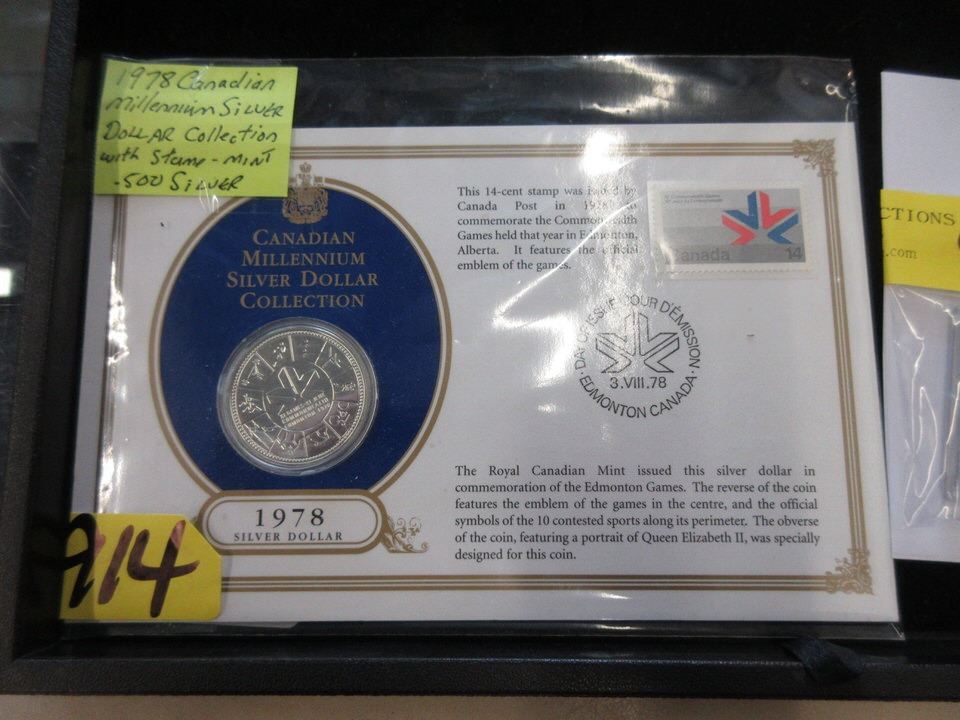 1978 Canadian
Millennium SILVER
DOLLAR Collection
with Stamp - MINT
.500 SILVER
CANADIAN
MILLENNIUM
SILVER DOLLAR
COLLECTION
1978
SILVER DOLLAR
914
This 14-cent stamp was issued by
Canada Post in 1978 to
commemorate the Commonwealth
Games held that year in Edmonton,
Alberta. It features the official
emblem of the games.
Canada 14
DAY OF ISSUE JOUR D'ÉMISSION
3.VIII.78
EDMONTON CANADA
The Royal Canadian Mint issued this silver dollar in
commemoration of the Edmonton Games. The reverse of the coin
features the emblem of the games in the centre, and the official
symbols of the 10 contested sports along its perimeter. The obverse
of the coin, featuring a portrait of Queen Elizabeth II, was specially
designed for this coin.
CTIONS
.com